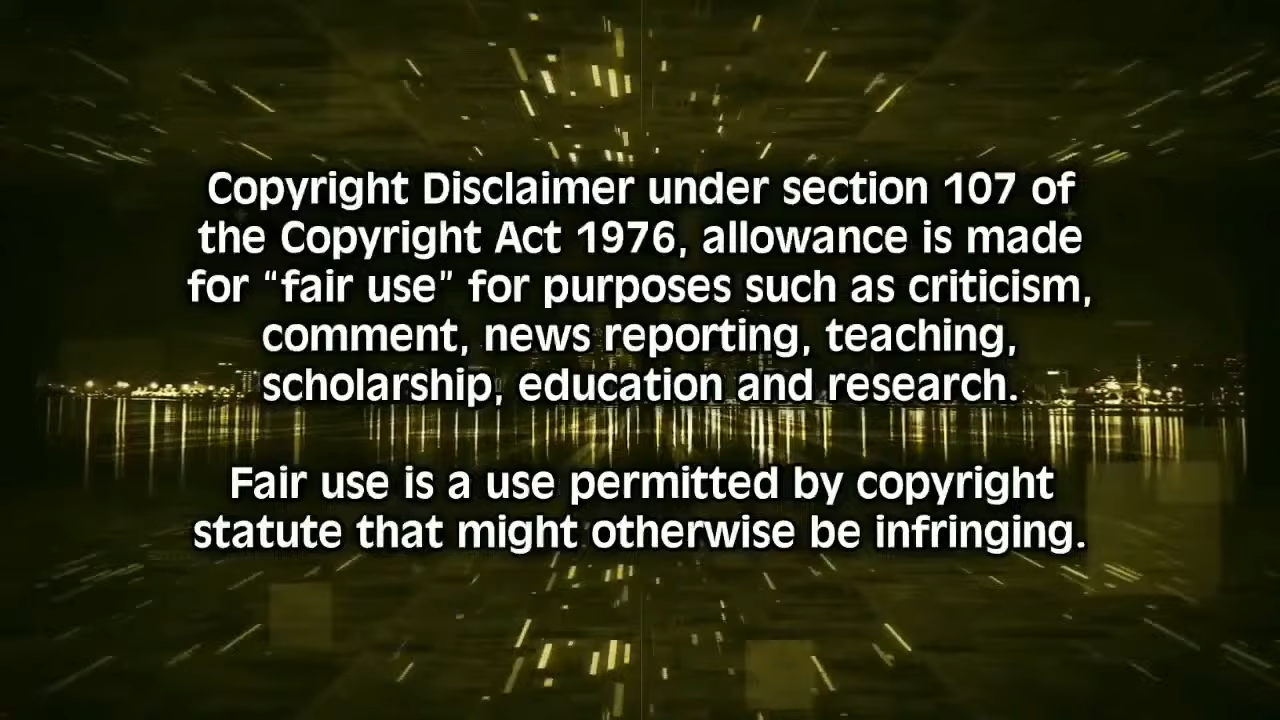 Copyright Disclaimer under section 107 of
the Copyright Act 1976, allowance is made
for “fair use” for purposes such as criticism,
comment, news reporting, teaching,
scholarship, education and research.
Fair use is a use permitted by copyright
statute that might otherwise be infringing.